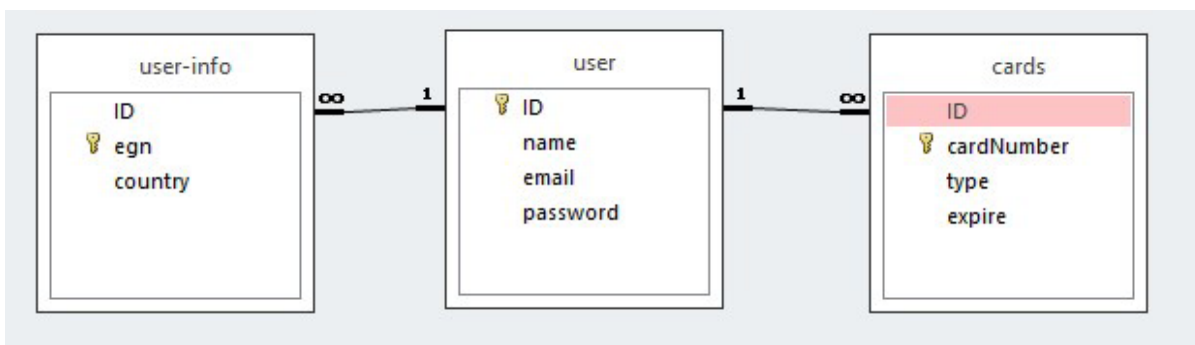 user-info
ID
egn
country
∞ 1
user
ID
name
email
password
1 ∞
cards
ID
cardNumber
type
expire